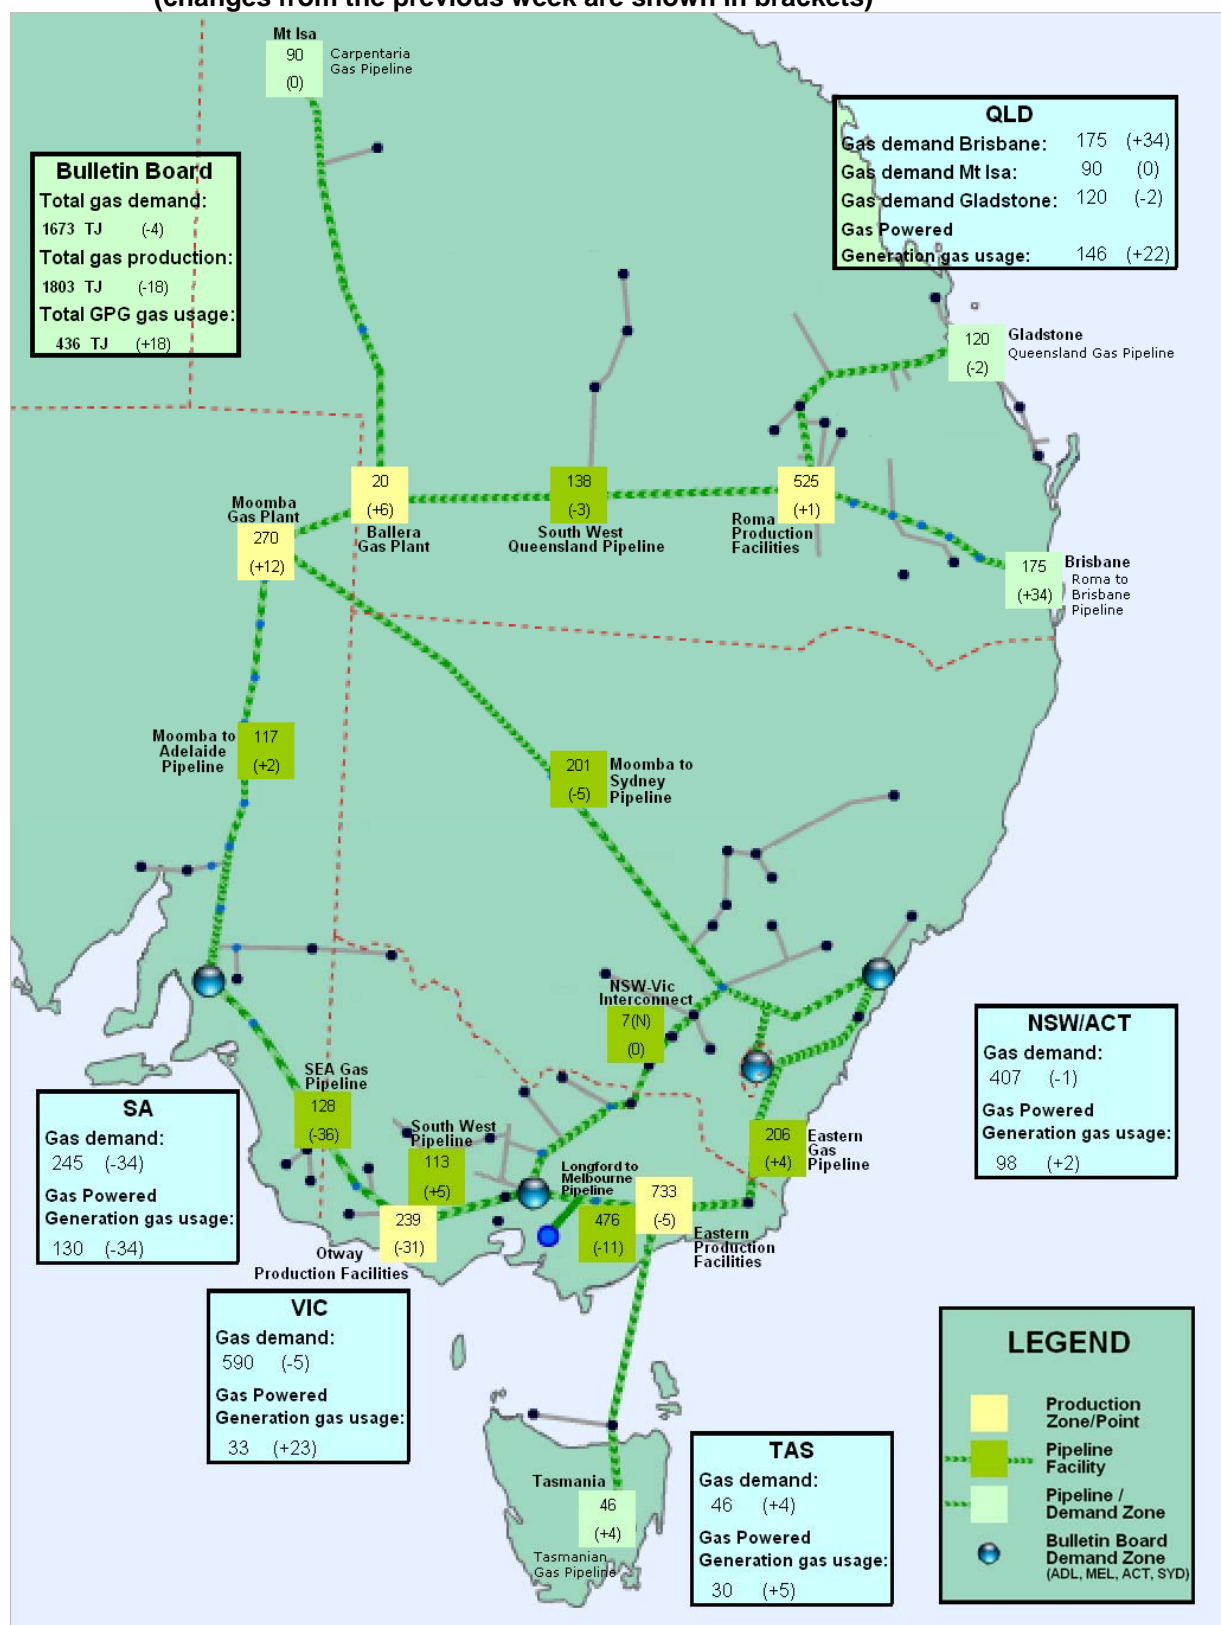 (changes from the previous week are shown in brackets)
Mt Isa
90
(0)
Carpentaria
Gas Pipeline
Bulletin Board
Total gas demand:
1673 TJ (-4)
Total gas production:
1803 TJ (-18)
Total GPG gas usage:
436 TJ (+18)
QLD
Gas demand Brisbane: 175 (+34)
Gas demand Mt Isa: 90 (0)
Gas demand Gladstone: 120 (-2)
Gas Powered
Generation gas usage: 146 (+22)
120
(-2)
Gladstone
Queensland Gas Pipeline
Moomba
Gas Plant
270
(+12)
20
(+6)
Ballera
Gas Plant
138
(-3)
South West
Queensland Pipeline
525
(+1)
Roma
Production
Facilities
175
(+34)
Brisbane
Roma to
Brisbane
Pipeline
Moomba to
Adelaide
Pipeline
117
(+2)
201
(-5)
Moomba to
Sydney
Pipeline
NSW-Vic
Interconnect
7(N)
(0)
NSW/ACT
Gas demand:
407 (-1)
Gas Powered
Generation gas usage:
98 (+2)
SEA Gas
Pipeline
128
(-36)
SA
Gas demand:
245 (-34)
Gas Powered
Generation gas usage:
130 (-34)
South West
Pipeline
113
(+5)
Longford to
Melbourne
Pipeline
476
(-11)
733
(-5)
Eastern
Production
Facilities
206
(+4)
Eastern
Gas
Pipeline
239
(-31)
Otway
Production Facilities
VIC
Gas demand:
590 (-5)
Gas Powered
Generation gas usage:
33 (+23)
Tasmania
46
(+4)
Tasmanian
Gas Pipeline
TAS
Gas demand:
46 (+4)
Gas Powered
Generation gas usage:
30 (+5)
LEGEND
Production
Zone/Point
Pipeline
Facility
Pipeline /
Demand Zone
Bulletin Board
Demand Zone
(ADL, MEL, ACT, SYD)